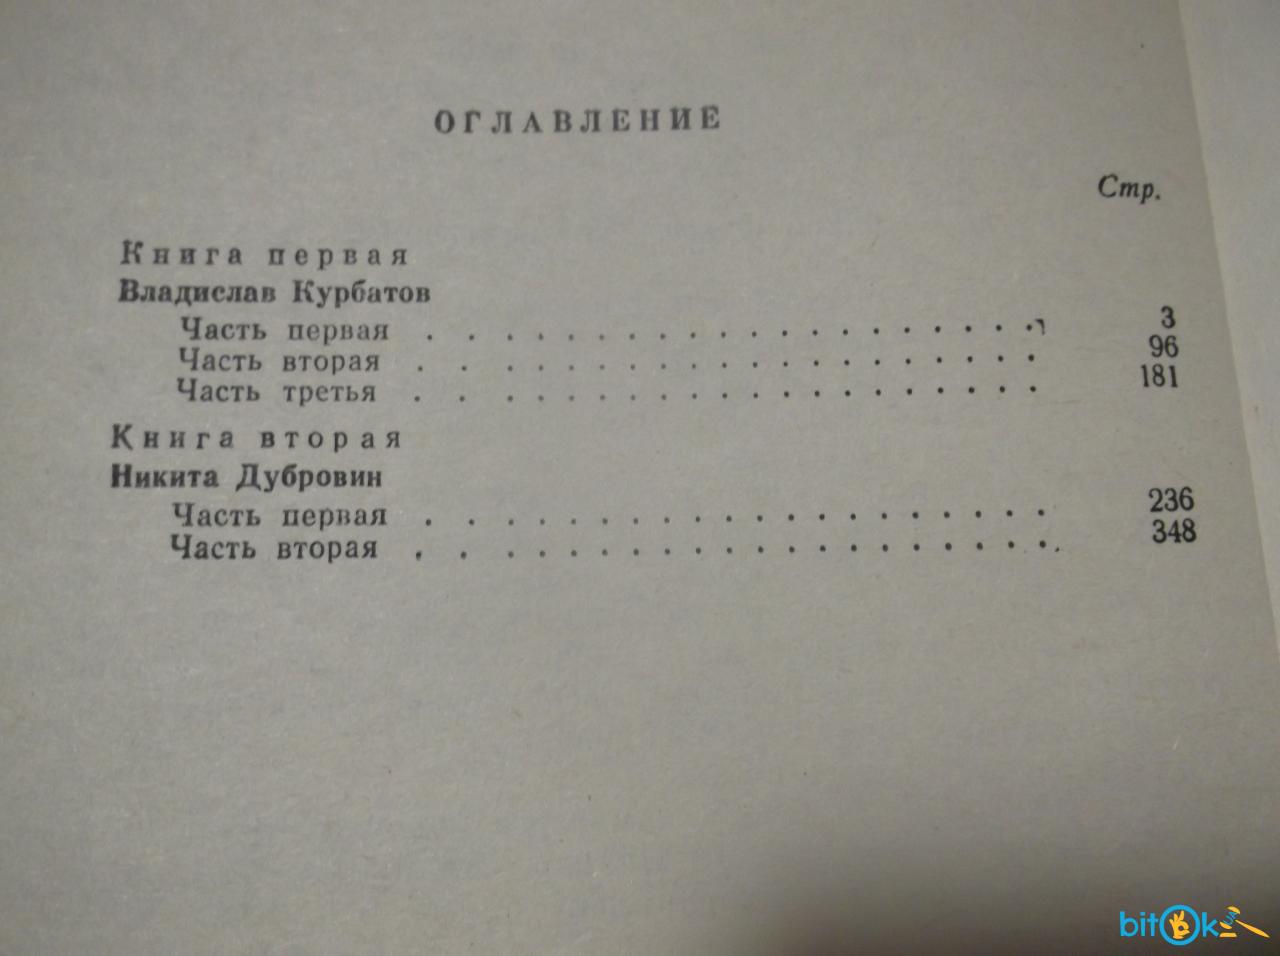 ОГЛАВЛЕНИЕ
Стр.
Книга первая
Владислав Курбатов
Часть первая . . . . . . . . . . . . . . . . . . . . 3
Часть вторая . . . . . . . . . . . . . . . . . . . . 96
Часть третья . . . . . . . . . . . . . . . . . . . . 181
Книга вторая
Никита Дубровин
Часть первая . . . . . . . . . . . . . . . . . . . . 236
Часть вторая . . . . . . . . . . . . . . . . . . . . 348
bitOk UA